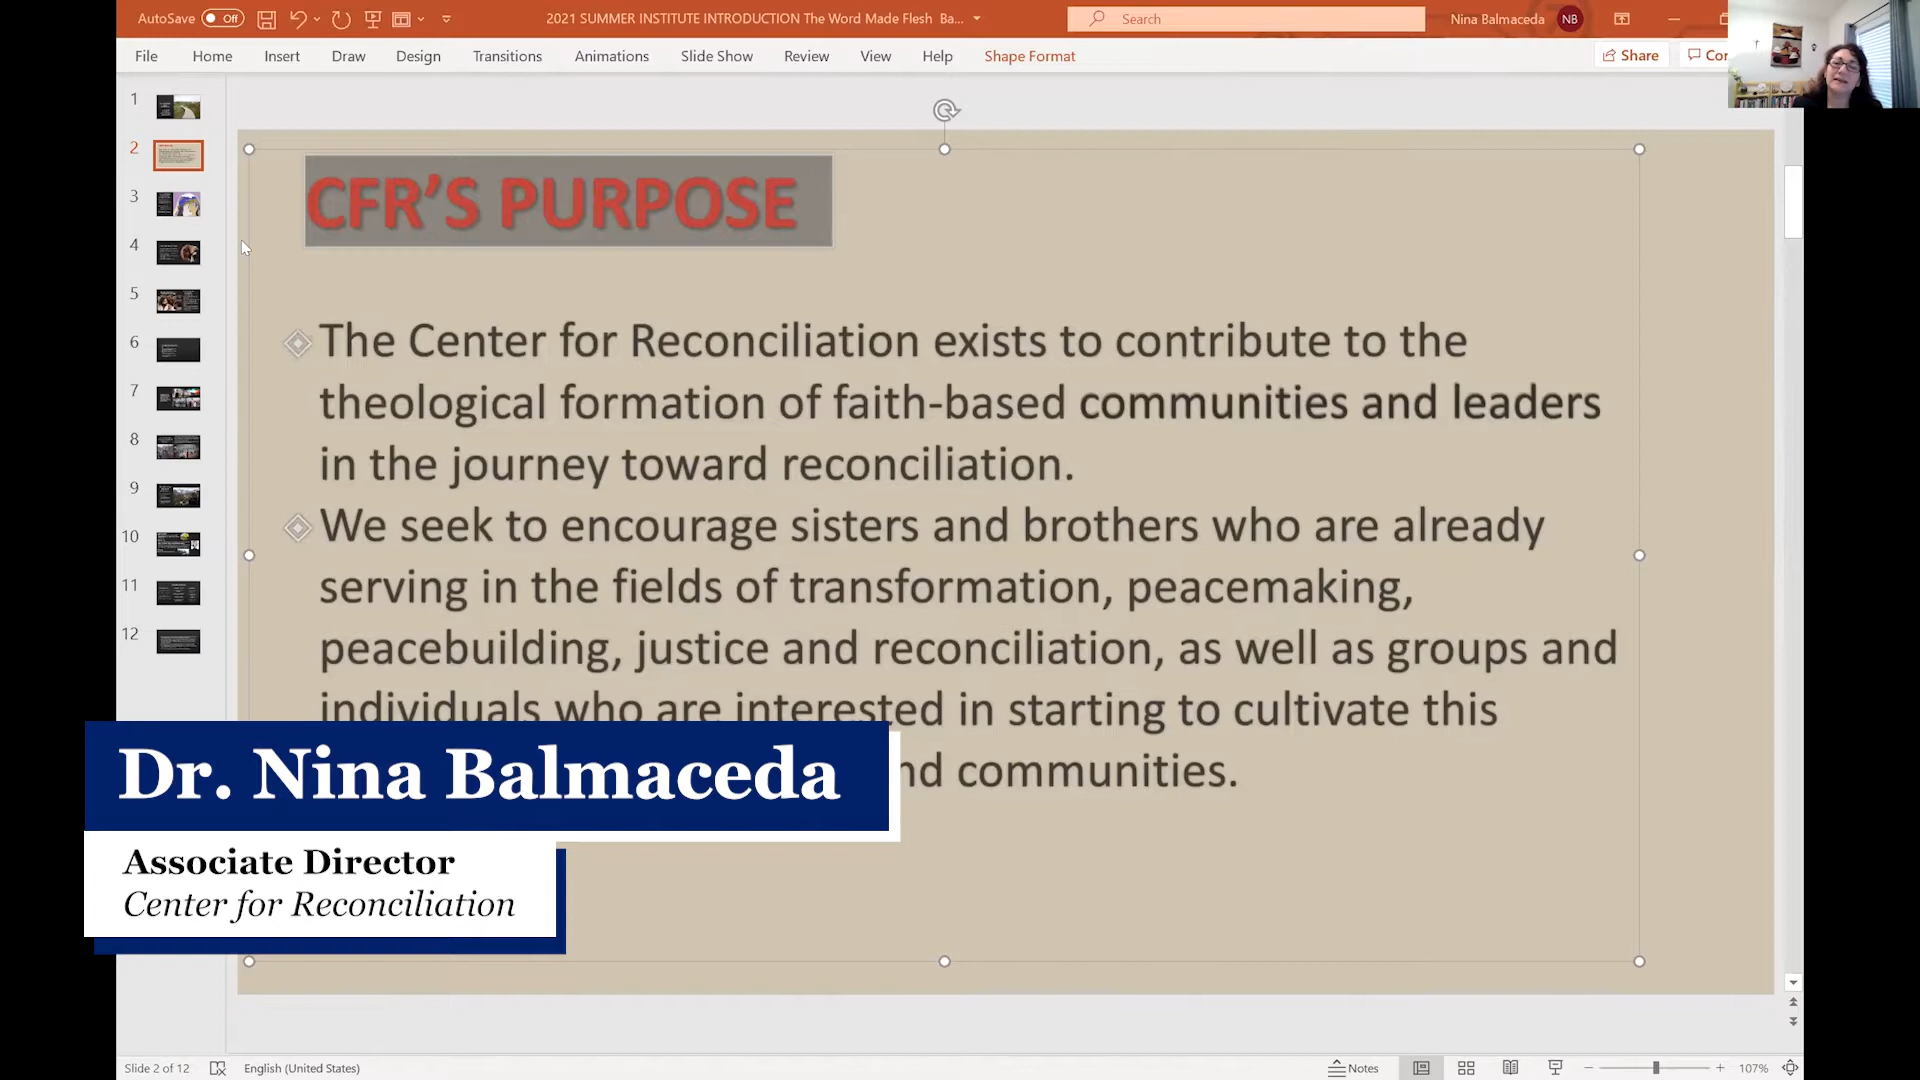 AutoSave Off
2021 SUMMER INSTITUTE INTRODUCTION The Word Made Flesh Ba...
Search
Nina Balmaceda NB
File Home Insert Draw Design Transitions Animations Slide Show Review View Help Shape Format
Share
1
2
3
4
5
6
7
8
9
10
11
12
CFR'S PURPOSE
The Center for Reconciliation exists to contribute to the
theological formation of faith-based communities and leaders
in the journey toward reconciliation.
We seek to encourage sisters and brothers who are already
serving in the fields of transformation, peacemaking,
peacebuilding, justice and reconciliation, as well as groups and
individuals who are interested in starting to cultivate this
communities.
Dr. Nina Balmaceda
Associate Director
Center for Reconciliation
Slide 2 of 12 English (United States)
Notes
107%